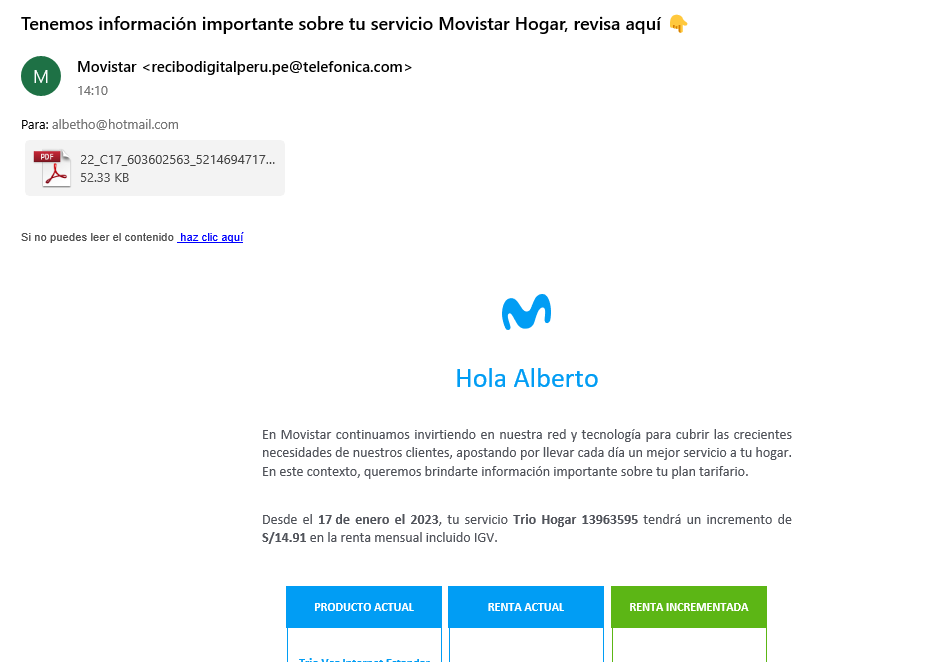 Tenemos información importante sobre tu servicio Movistar Hogar, revisa aquí 👇
M
Movistar <recibodigitalperu.pe@telefonica.com>
14:10
Para: albetho@hotmail.com
PDF
22_C17_603602563_5214694717...
52.33 KB
Si no puedes leer el contenido haz clic aquí
Hola Alberto
En Movistar continuamos invirtiendo en nuestra red y tecnología para cubrir las crecientes
necesidades de nuestros clientes, apostando por llevar cada día un mejor servicio a tu hogar.
En este contexto, queremos brindarte información importante sobre tu plan tarifario.
Desde el 17 de enero el 2023, tu servicio Trio Hogar 13963595 tendrá un incremento de
S/14.91 en la renta mensual incluido IGV.
PRODUCTO ACTUAL RENTA ACTUAL RENTA INCREMENTADA